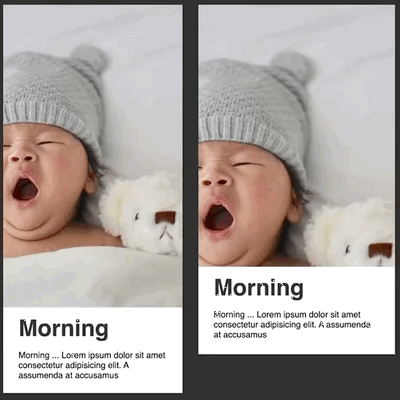 Morning
Morning ... Lorem ipsum dolor sit amet
consectetur adipisicing elit. A
assumenda at accusamus
Morning
Morning ... Lorem ipsum dolor sit amet
consectetur adipisicing elit. A assumenda
at accusamus